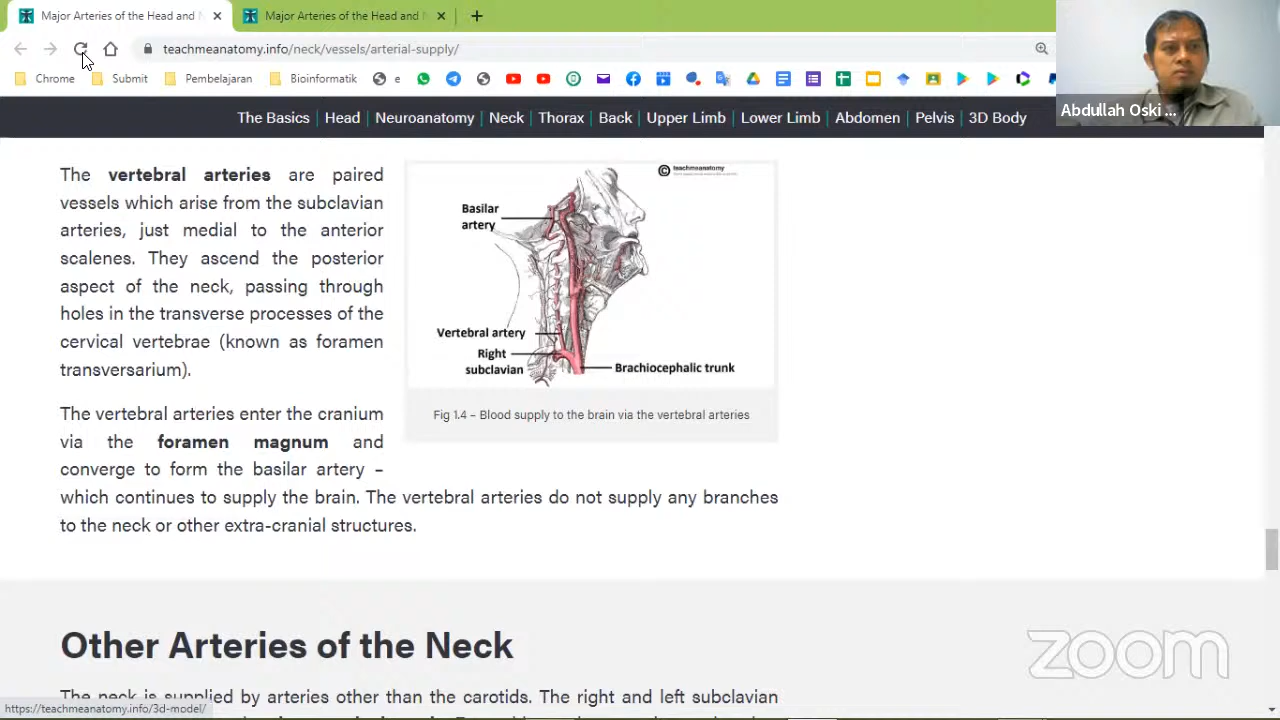 Major Arteries of the Head and
Major Arteries of the Head and
teachmeanatomy.info/neck/vessels/arterial-supply/
Chrome
Submit
Pembelajaran
Bioinformatik
e
Abdullah Oski ...
The Basics | Head | Neuroanatomy | Neck | Thorax | Back | Upper Limb | Lower Limb | Abdomen | Pelvis | 3D Body
The vertebral arteries are paired
vessels which arise from the subclavian
arteries, just medial to the anterior
scalenes. They ascend the posterior
aspect of the neck, passing through
holes in the transverse processes of the
cervical vertebrae (known as foramen
transversarium).
© teachmeanatomy
Basilar
artery
Vertebral artery
Right
subclavian
Brachiocephalic trunk
Fig 1.4 – Blood supply to the brain via the vertebral arteries
The vertebral arteries enter the cranium
via the foramen magnum and
converge to form the basilar artery –
which continues to supply the brain. The vertebral arteries do not supply any branches
to the neck or other extra-cranial structures.
Other Arteries of the Neck
The neck is supplied by arteries other than the carotids. The right and left subclavian
https://teachmeanatomy.info/3d-model/
zoom